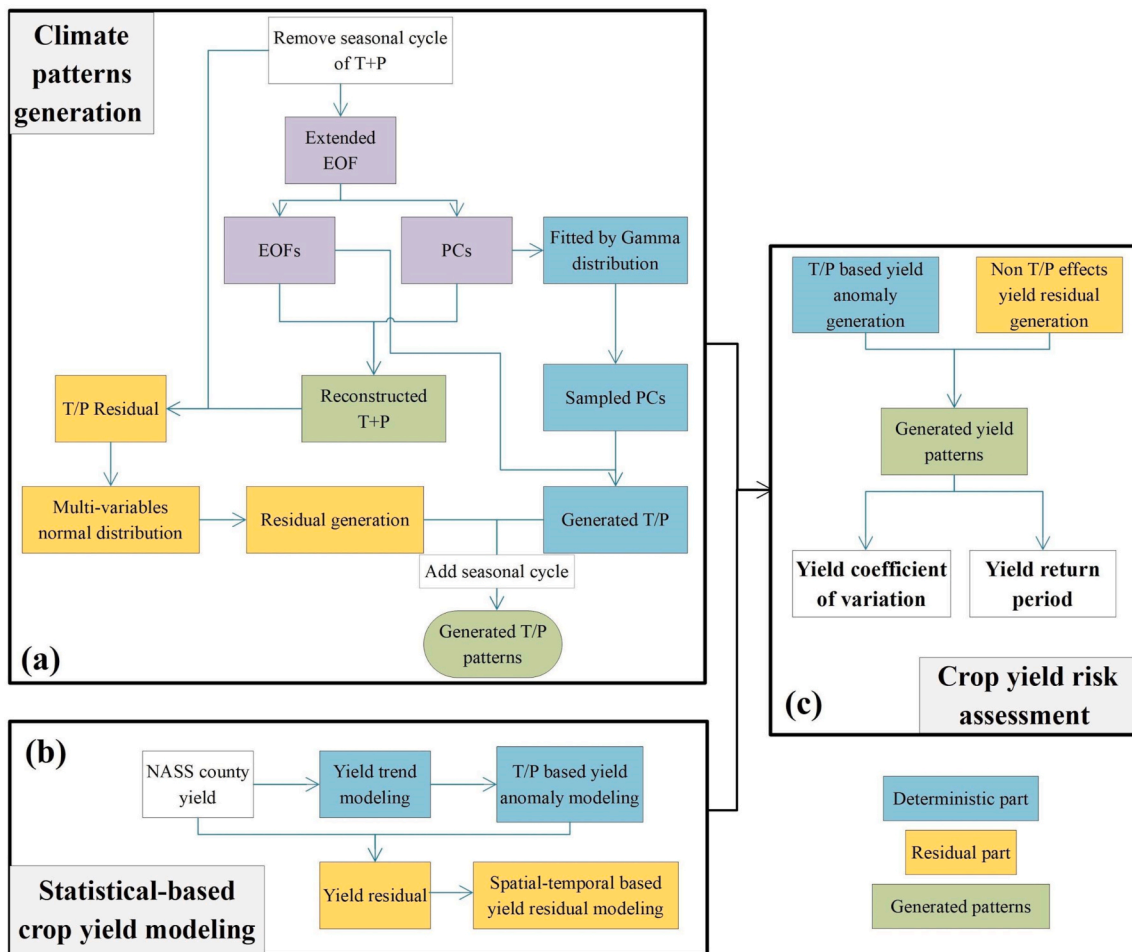 Climate
patterns
generation
Remove seasonal cycle
of T+P
Extended
EOF
EOFs
PCs
Fitted by Gamma
distribution
T/P Residual
Reconstructed
T+P
Sampled PCs
Multi-variables
normal distribution
Residual generation
Generated T/P
Add seasonal cycle
Generated T/P
patterns
(a)
(b)
NASS county
yield
Yield trend
modeling
T/P based yield
anomaly modeling
Yield residual
Spatial-temporal based
yield residual modeling
Statistical-based
crop yield modeling
T/P based yield
anomaly
generation
Non T/P effects
yield residual
generation
Generated yield
patterns
Yield coefficient
of variation
Yield return
period
(c)
Crop yield risk
assessment
Deterministic part
Residual part
Generated patterns